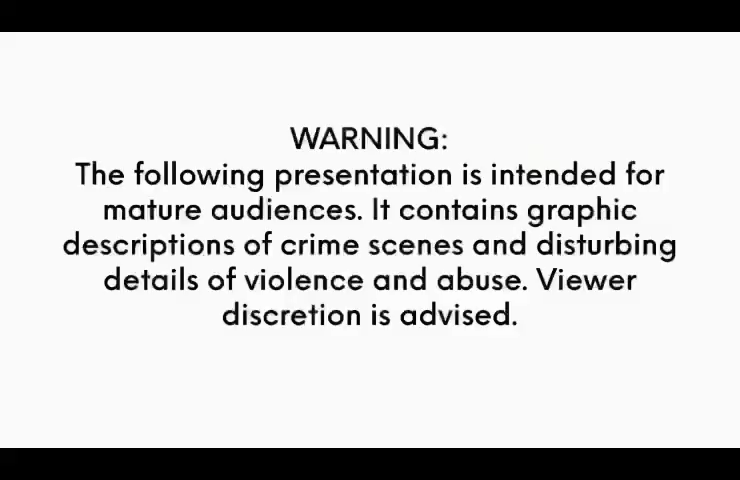 WARNING:
The following presentation is intended for
mature audiences. It contains graphic
descriptions of crime scenes and disturbing
details of violence and abuse. Viewer
discretion is advised.